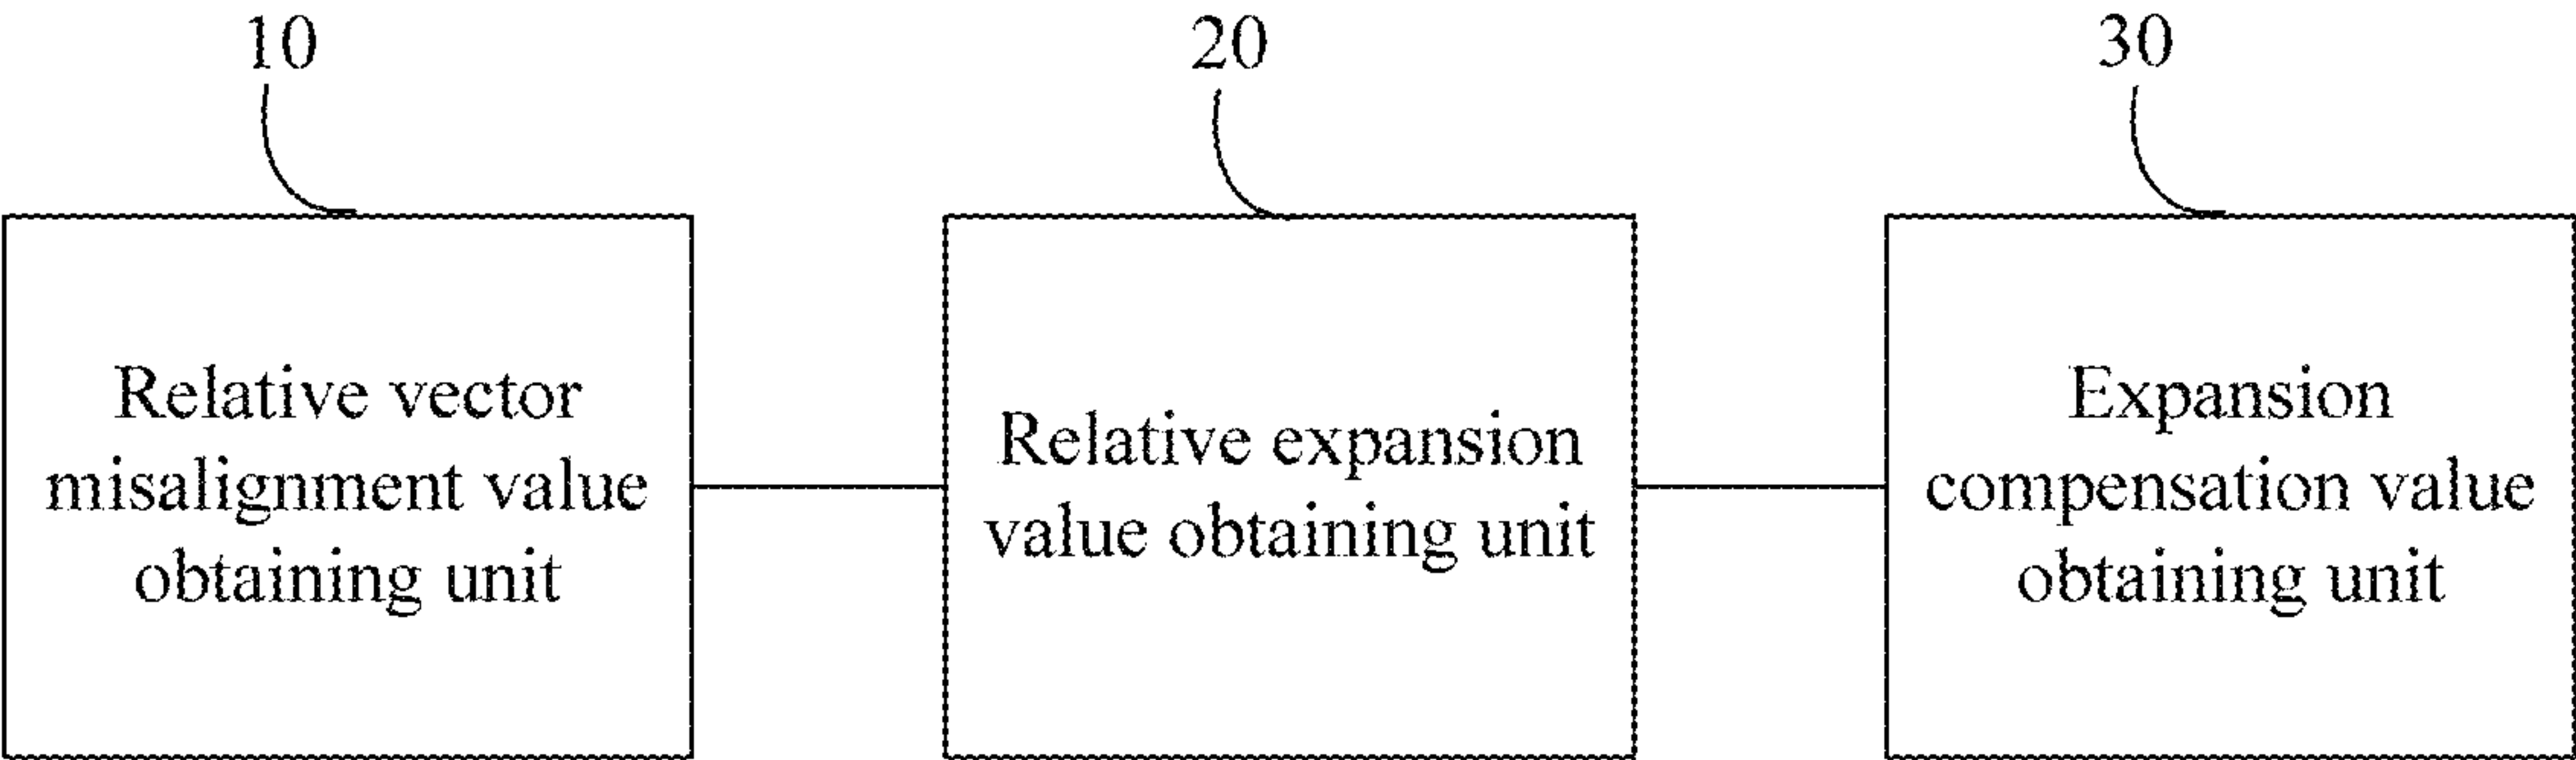 10
20
30
Relative vector
misalignment value
obtaining unit
Relative expansion
value obtaining unit
Expansion
compensation value
obtaining unit